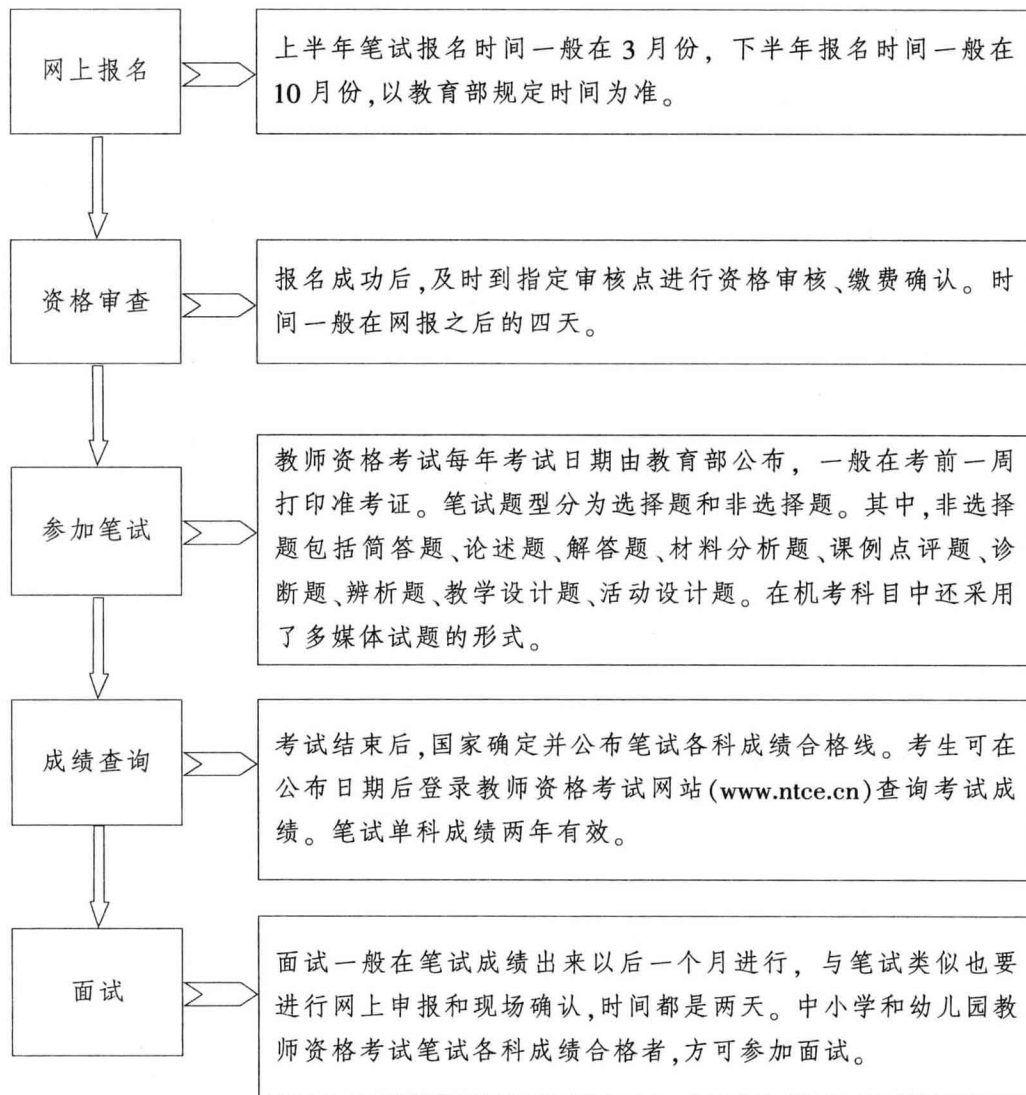 网上报名
上半年笔试报名时间一般在 3 月份，下半年报名时间一般在
10 月份，以教育部规定时间为准。
资格审查
报名成功后，及时到指定审核点进行资格审核、缴费确认。时
间一般在网报之后的四天。
参加笔试
教师资格考试每年考试日期由教育部公布，一般在考前一周
打印准考证。笔试题型分为选择题和非选择题。其中，非选择
题包括简答题、论述题、解答题、材料分析题、课例点评题、诊
断题、辨析题、教学设计题、活动设计题。在机考科目中还采用
了多媒体试题的形式。
成绩查询
考试结束后，国家确定并公布笔试各科成绩合格线。考生可在
公布日期后登录教师资格考试网站(www.ntce.cn)查询考试成
绩。笔试单科成绩两年有效。
面试
面试一般在笔试成绩出来以后一个月进行，与笔试类似也要
进行网上申报和现场确认，时间都是两天。中小学和幼儿园教
师资格考试笔试各科成绩合格者，方可参加面试。